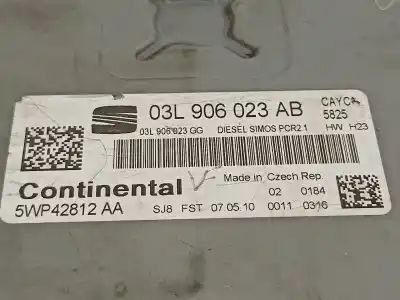 03L 906 023 AB CAYC
5825
03L 906 023 GG DIESEL SIMOS PCR2.1 HW H23
Continental
Made in Czech Rep.
02 0184
5WP42812 AA SJ8 FST 07.05.10 0011 0316